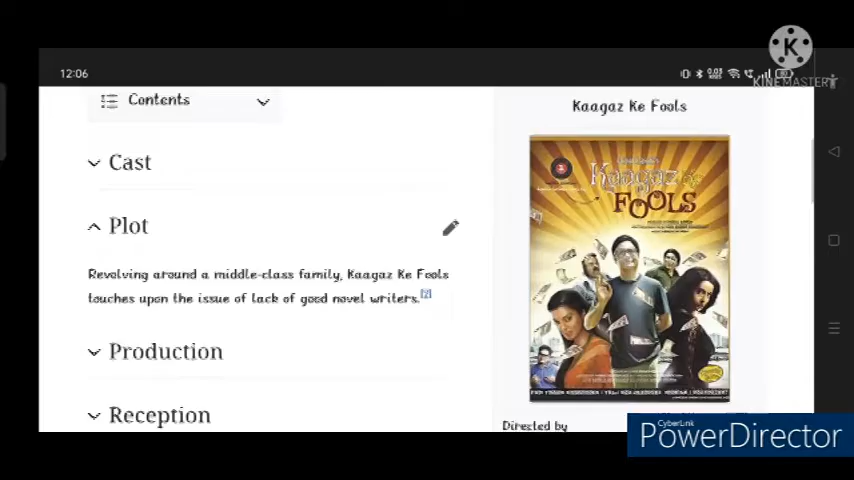 12:06
KINEMASTER
Contents
Kaagaz Ke Fools
Cast
Kaagaz
FOOLS
Plot
Revolving around a middle-class family, Kaagaz Ke Fools
touches upon the issue of lack of good novel writers.[2]
Production
Reception
Directed by
CyberLink
PowerDirector